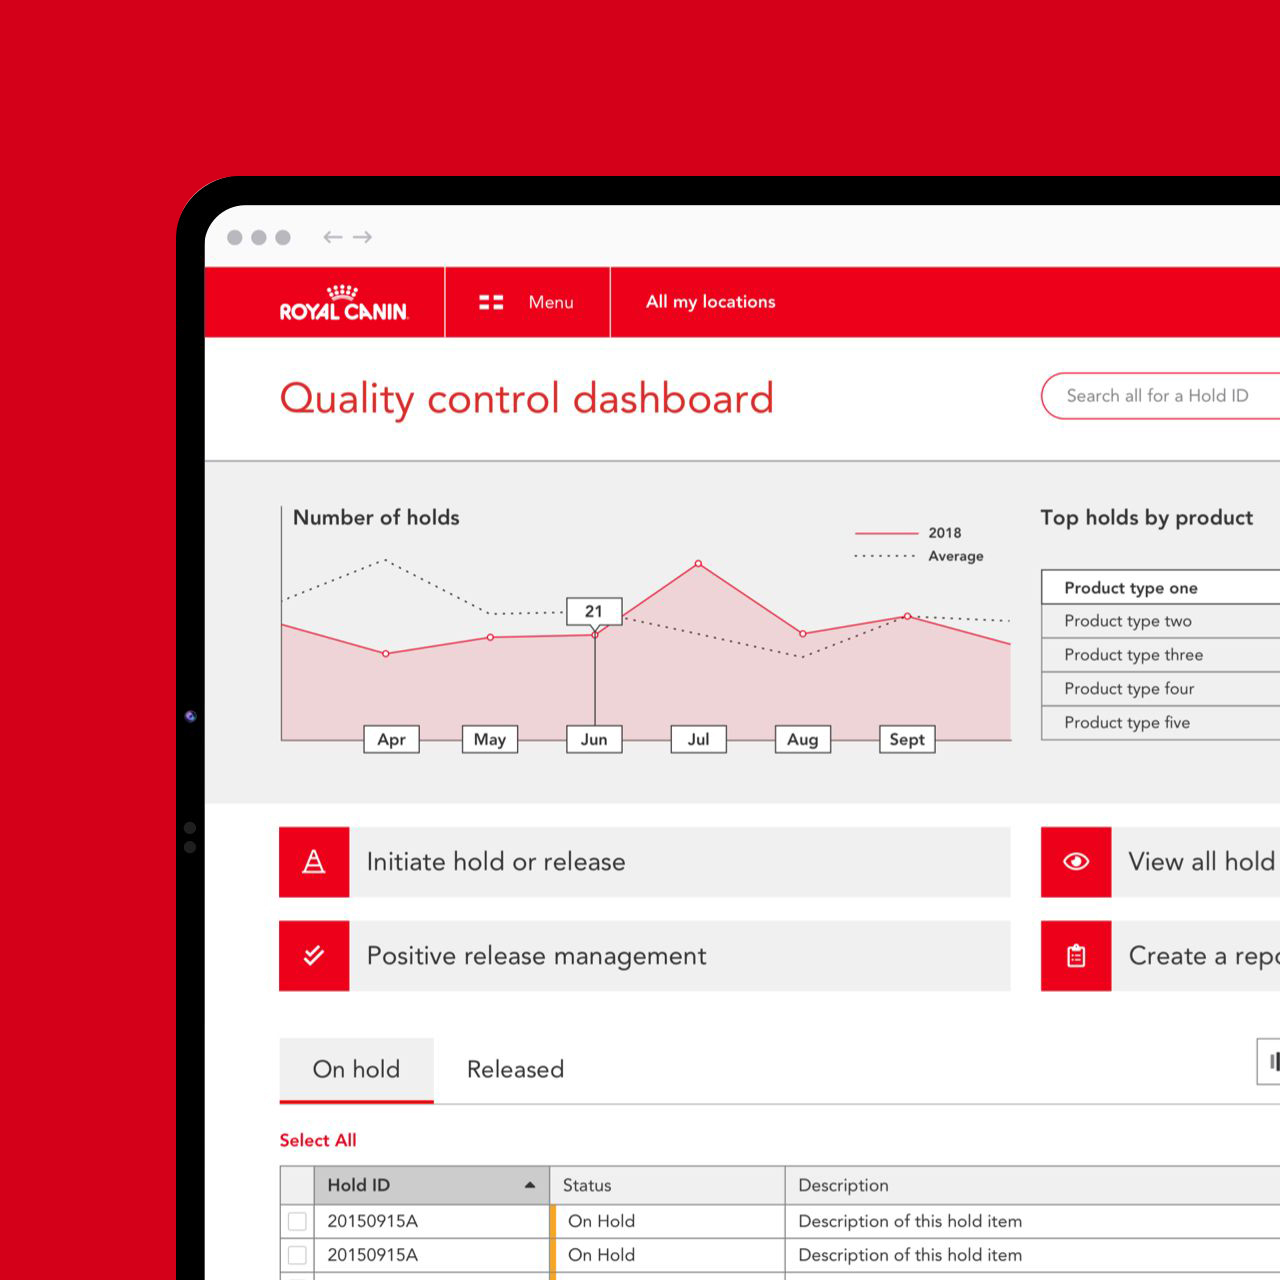 ROYAL CANIN
Menu
All my locations
Quality control dashboard
Search all for a Hold ID
Number of holds
2018
Average
21
Apr
May
Jun
Jul
Aug
Sept
Top holds by product
Product type one
Product type two
Product type three
Product type four
Product type five
Initiate hold or release
View all hold
Positive release management
Create a repo
On hold
Released
Select All
Hold ID
Status
Description
20150915A
On Hold
Description of this hold item
20150915A
On Hold
Description of this hold item